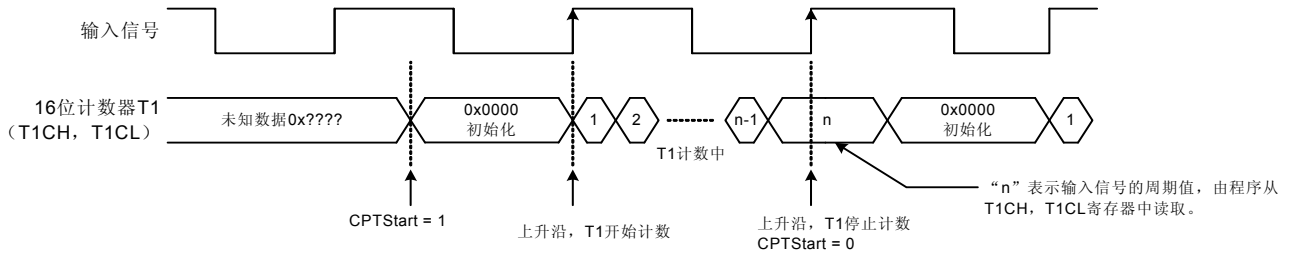 输入信号
16位计数器T1
（T1CH，T1CL）
未知数据0x????
0x0000
初始化
1
2
n-1
n
0x0000
初始化
1
T1计数中
CPTStart = 1
上升沿，T1开始计数
上升沿，T1停止计数
CPTStart = 0
“n”表示输入信号的周期值，由程序从
T1CH，T1CL寄存器中读取。